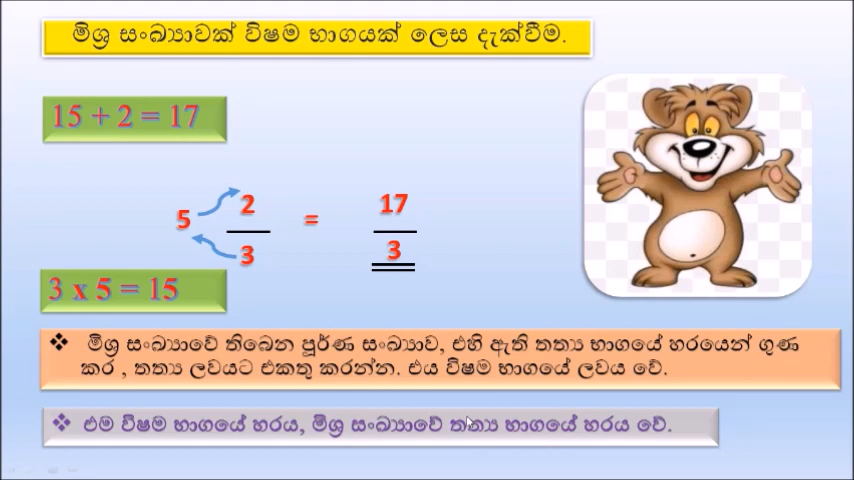 මිශ්‍ර සංඛ්‍යාවක් විෂම භාගයක් ලෙස දැක්වීම.
15 + 2 = 17
5 2/3 = 17/3
3 x 5 = 15
❖ මිශ්‍ර සංඛ්‍යාවේ තිබෙන පූර්ණ සංඛ්‍යාව, එහි ඇති තත්‍ය භාගයේ හරයෙන් ගුණ
කර , තත්‍ය ලවයට එකතු කරන්න. එය විෂම භාගයේ ලවය වේ.
❖ එම විෂම භාගයේ හරය, මිශ්‍ර සංඛ්‍යාවේ තත්‍ය භාගයේ හරය වේ.